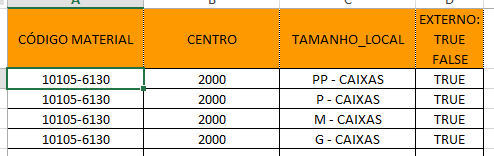 A B C D
CÓDIGO MATERIAL CENTRO TAMANHO_LOCAL EXTERNO: TRUE FALSE
10105-6130 2000 PP - CAIXAS TRUE
10105-6130 2000 P - CAIXAS TRUE
10105-6130 2000 M - CAIXAS TRUE
10105-6130 2000 G - CAIXAS TRUE